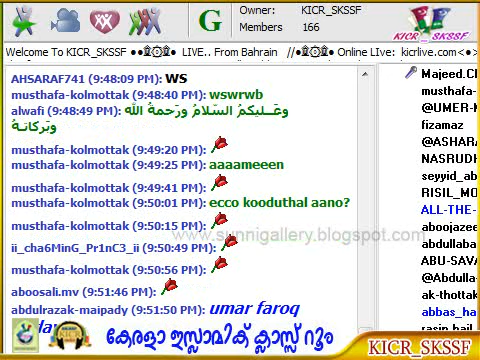 Owner: KICR_SKSSF
Members 166
KICR_SKSSF
Welcome To KICR_SKSSF LIVE.. From Bahrain // Online Live: kicrlive.com<
AHSARAF741 (9:48:09 PM): WS
musthafa-kolmottak (9:48:40 PM): wswrwb
alwafi (9:48:49 PM): وعَـليكمُ السّلامُ ورَحمةُ الله
وبَركاتـهُ
musthafa-kolmottak (9:49:20 PM):
musthafa-kolmottak (9:49:25 PM): aaaameeen
musthafa-kolmottak (9:49:41 PM):
musthafa-kolmottak (9:50:01 PM): ecco kooduthal aano?
musthafa-kolmottak (9:50:15 PM):
www.sunnigallery.blogspot.com
ii_cha6MinG_Pr1nC3_ii (9:50:49 PM):
musthafa-kolmottak (9:50:56 PM):
aboosali.mv (9:51:46 PM):
abdulrazak-maipady (9:51:50 PM): umar faroq
Majeed.C
musthafa-
@UMER-
fizamaz
@ASHARA
NASRUDH
seyyid_ab
RISIL_MO
ALL-THE-
aboojazee
abdullaba
ABU-SAVA
@Abdulla-
ak-thottak
abbas_ha
rasin_hail
കേരളാ ഇസ്ലാമിക് ക്ലാസ്സ് റൂം
KICR_SKSSF